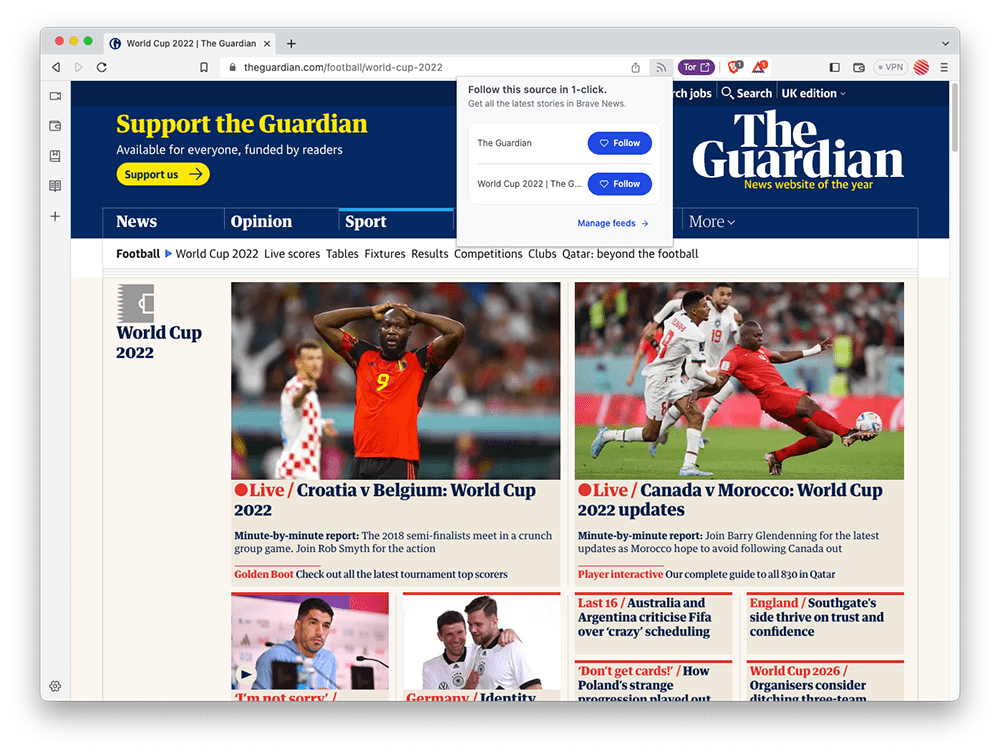 World Cup 2022 | The Guardian
theguardian.com/football/world-cup-2022
Tor
1
1
VPN
Follow this source in 1-click.
Get all the latest stories in Brave News.
The Guardian
Follow
World Cup 2022 | The G...
Follow
Manage feeds
Support the Guardian
Available for everyone, funded by readers
Support us
rch jobs
Search
UK edition
The
Guardian
News website of the year
News
Opinion
Sport
More
Football
World Cup 2022
Live scores
Tables
Fixtures
Results
Competitions
Clubs
Qatar: beyond the football
World Cup
2022
9
8
19
Live / Croatia v Belgium: World Cup
2022
Minute-by-minute report: The 2018 semi-finalists meet in a crunch
group game. Join Rob Smyth for the action
Golden Boot Check out all the latest tournament top scorers
Live / Canada v Morocco: World Cup
2022 updates
Minute-by-minute report: Join Barry Glendenning for the latest
updates as Morocco hope to avoid following Canada out
Player interactive Our complete guide to all 830 in Qatar
'I'm not sorry' /
Germany / Identity
Last 16 / Australia and
Argentina criticise Fifa
over 'crazy' scheduling
England / Southgate's
side thrive on trust and
confidence
'Don't get cards!' / How
Poland's strange
progression played out
World Cup 2026 /
Organisers consider
ditching three-team